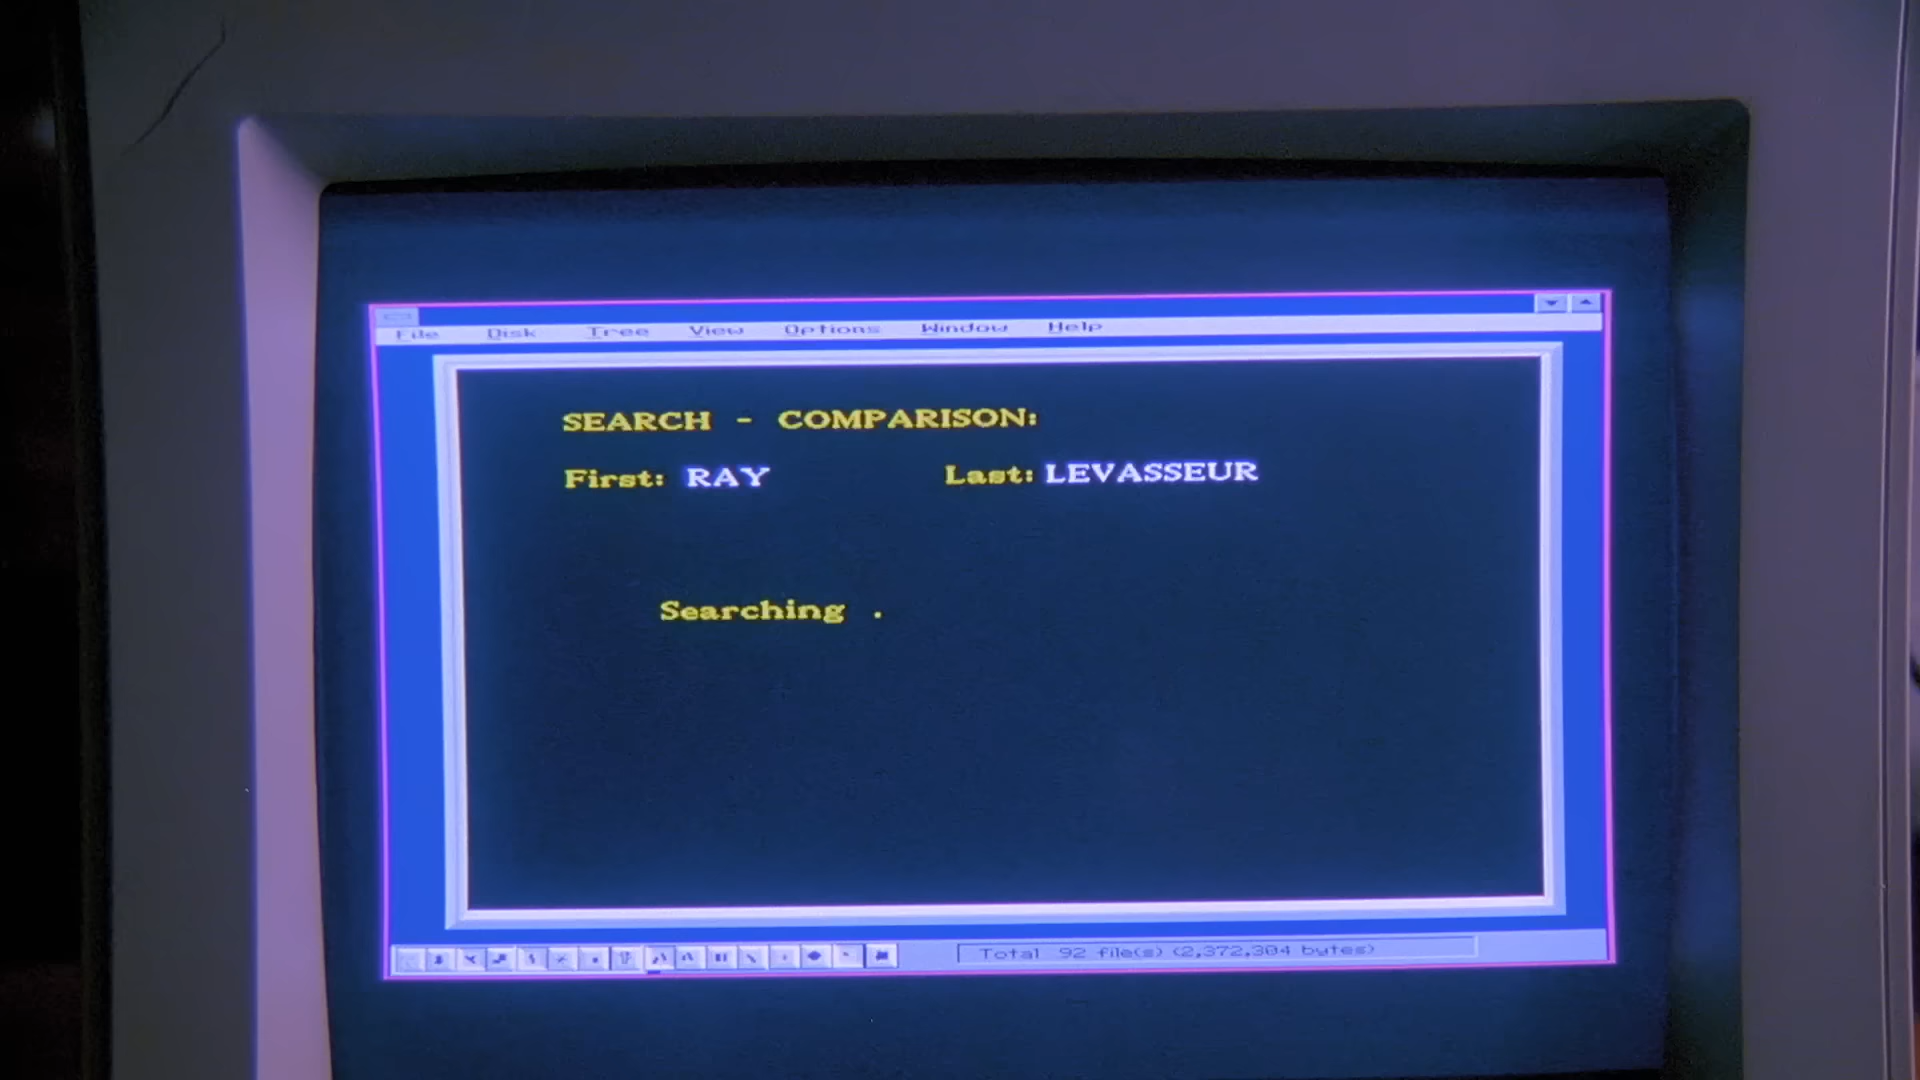 File Disk Tree View Options Window Help
SEARCH - COMPARISON:
First: RAY Last: LEVASSEUR
Searching .
Total 92 file(s) (2,372,304 bytes)